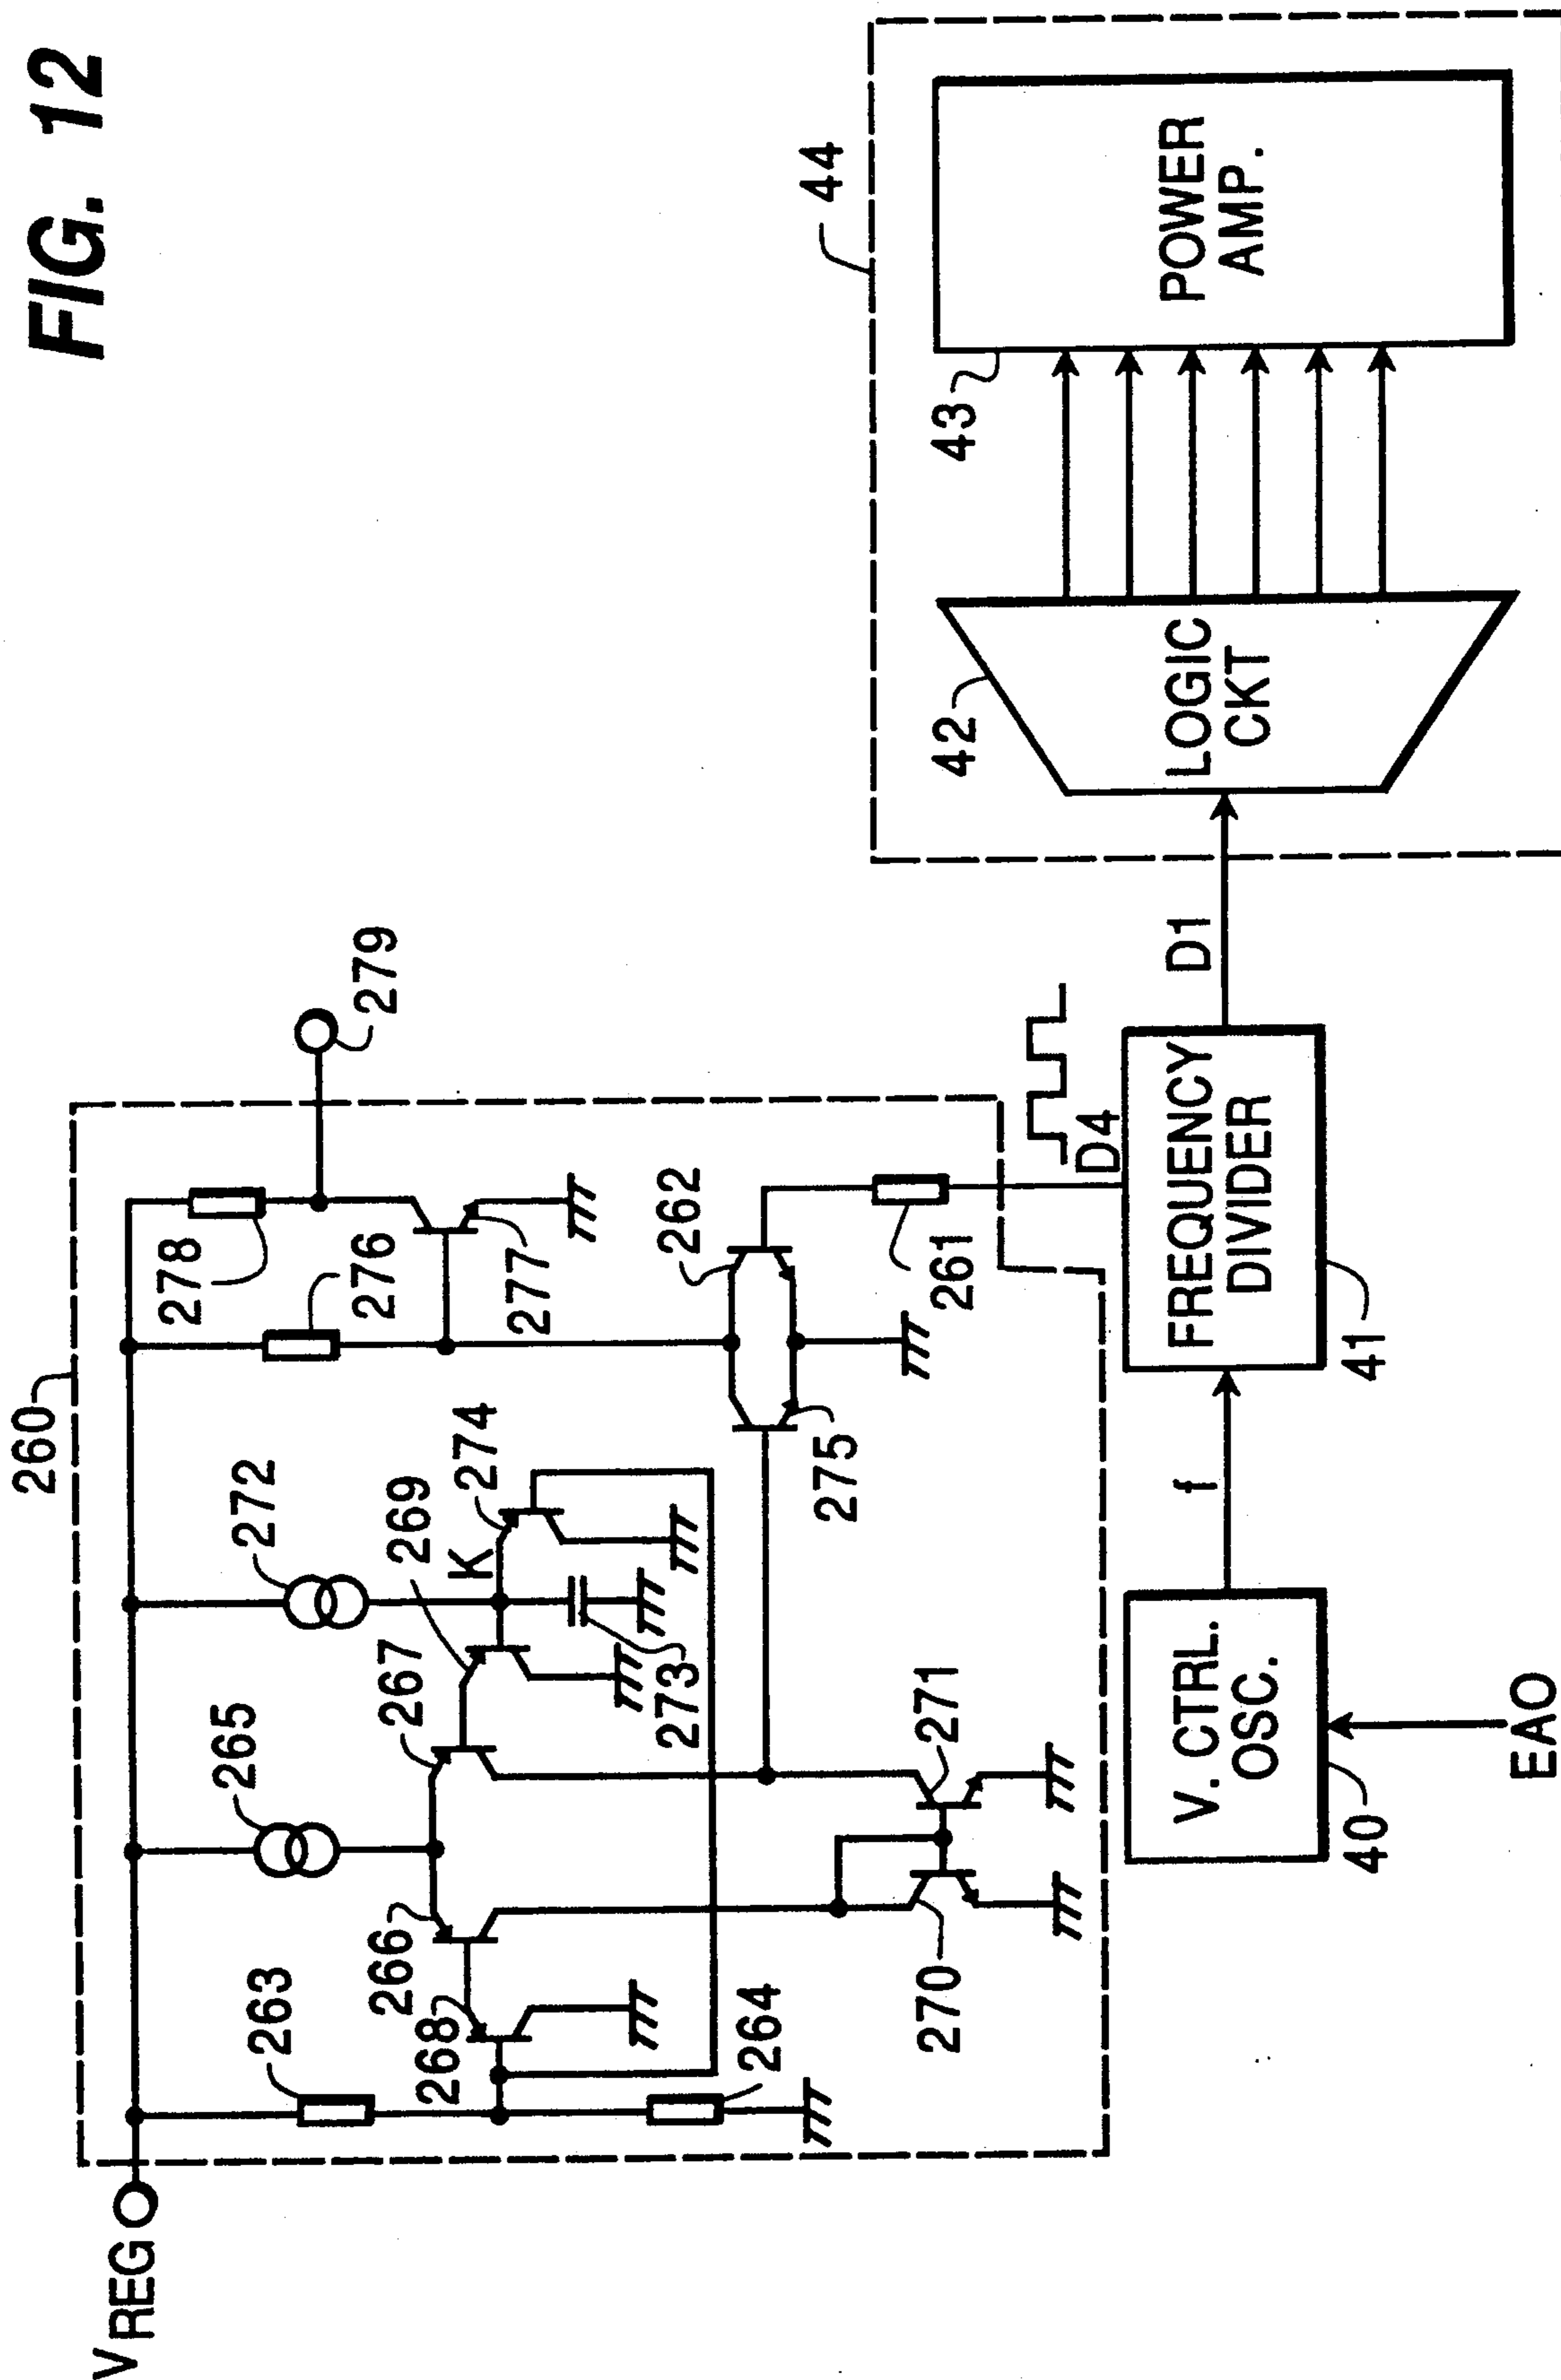 FIG. 12
VREG
260
263
265
272
278
279
276
266
267
269
274
K
277
268
264
273
262
275
261
270
271
D4
V. CTRL.
OSC.
40
EAO
f
FREQUENCY
DIVIDER
41
D1
44
42
LOGIC
CKT
43
POWER
AMP.